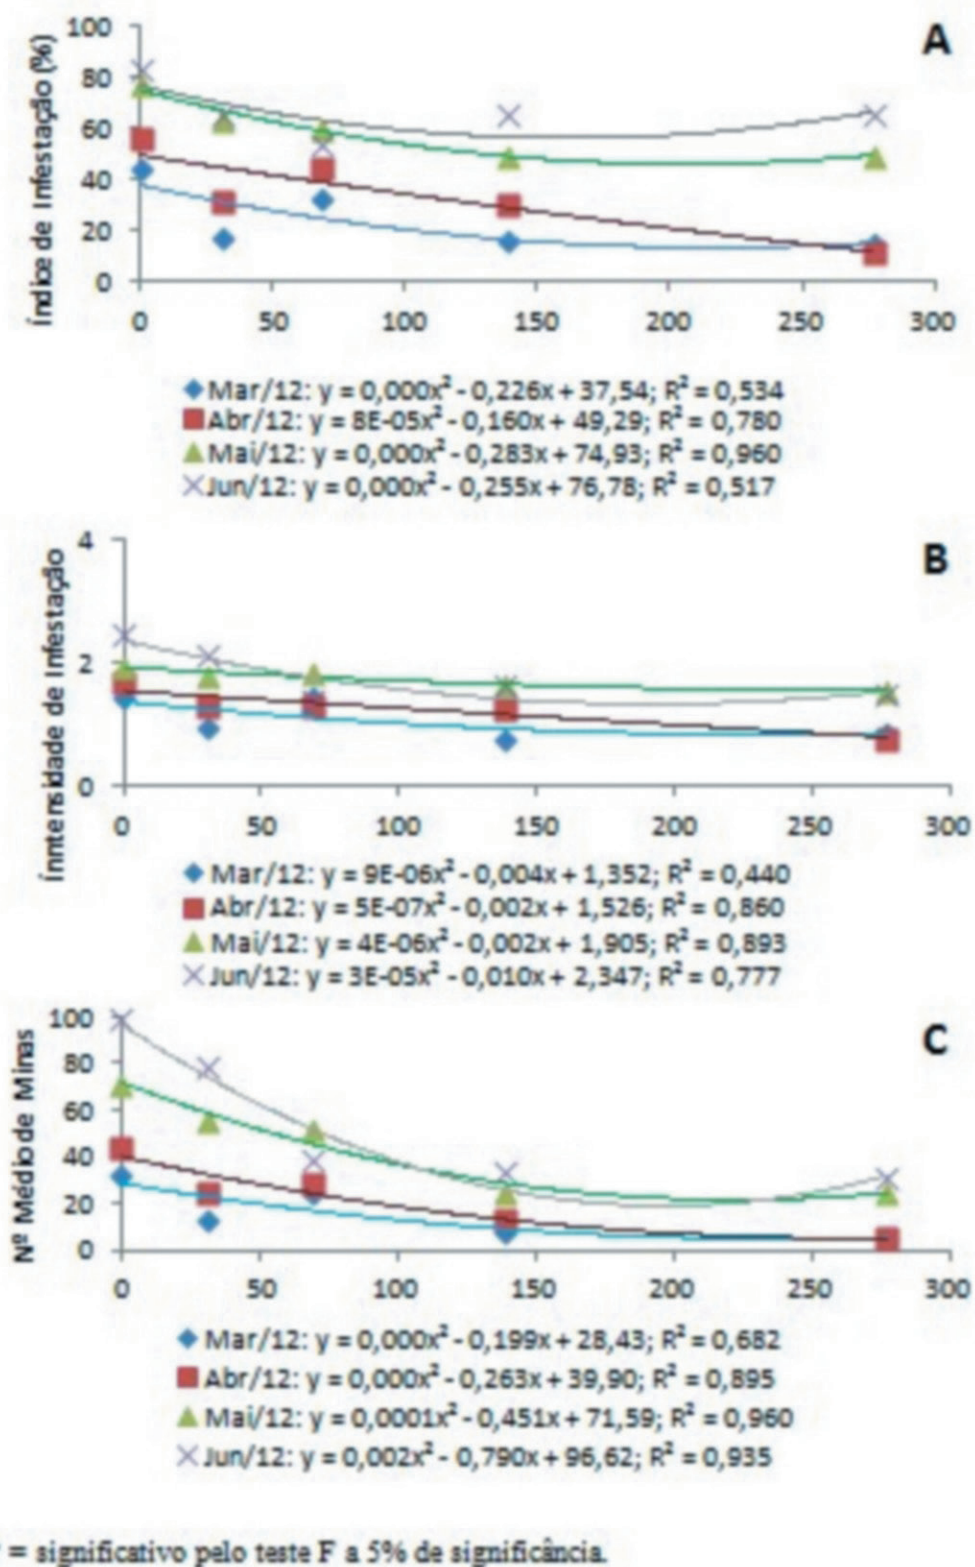 A
Índice de Infestação (%)
100
80
60
40
20
0
0 50 100 150 200 250 300
Mar/12: y = 0,000x² - 0,226x + 37,54; R² = 0,534
Abr/12: y = 8E-05x² - 0,160x + 49,29; R² = 0,780
Mai/12: y = 0,000x² - 0,283x + 74,93; R² = 0,960
Jun/12: y = 0,000x² - 0,255x + 76,78; R² = 0,517
B
Ínntensidade de Infestação
4
2
0
0 50 100 150 200 250 300
Mar/12: y = 9E-06x² - 0,004x + 1,352; R² = 0,440
Abr/12: y = 5E-07x² - 0,002x + 1,526; R² = 0,860
Mai/12: y = 4E-06x² - 0,002x + 1,905; R² = 0,893
Jun/12: y = 3E-05x² - 0,010x + 2,347; R² = 0,777
C
Nº Médio de Minas
100
80
60
40
20
0
0 50 100 150 200 250 300
Mar/12: y = 0,000x² - 0,199x + 28,43; R² = 0,682
Abr/12: y = 0,000x² - 0,263x + 39,90; R² = 0,895
Mai/12: y = 0,0001x² - 0,451x + 71,59; R² = 0,960
Jun/12: y = 0,002x² - 0,790x + 96,62; R² = 0,935
= significativo pelo teste F a 5% de significância.